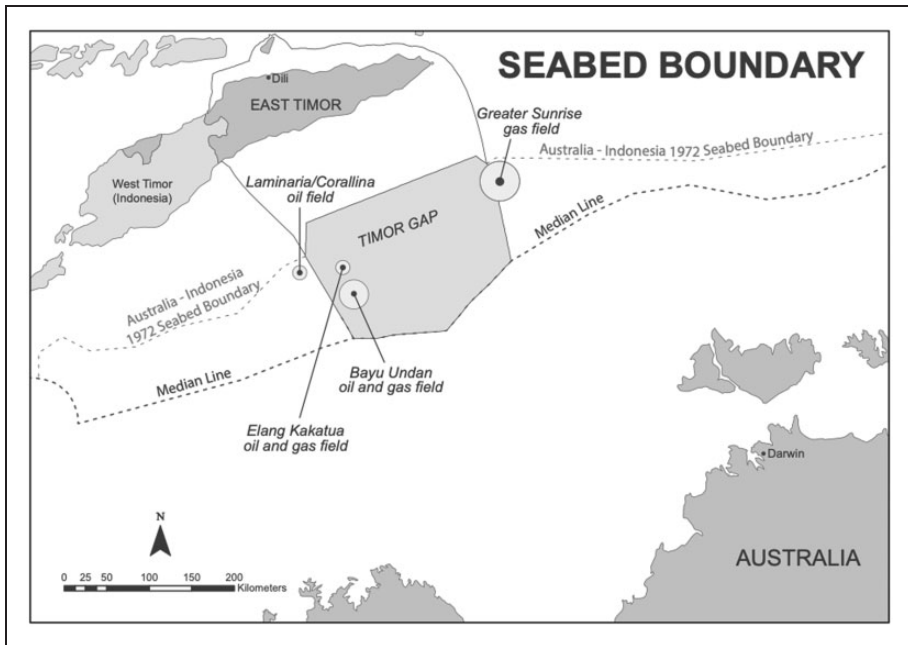 SEABED BOUNDARY
Dili
EAST TIMOR
Greater Sunrise
gas field
Australia - Indonesia 1972 Seabed Boundary
West Timor
(Indonesia)
Laminaria/Corallina
oil field
TIMOR GAP
Median Line
Australia - Indonesia
1972 Seabed Boundary
Median Line
Bayu Undan
oil and gas field
Elang Kakatua
oil and gas field
Darwin
N
AUSTRALIA
0 25 50 100 150 200
Kilometers